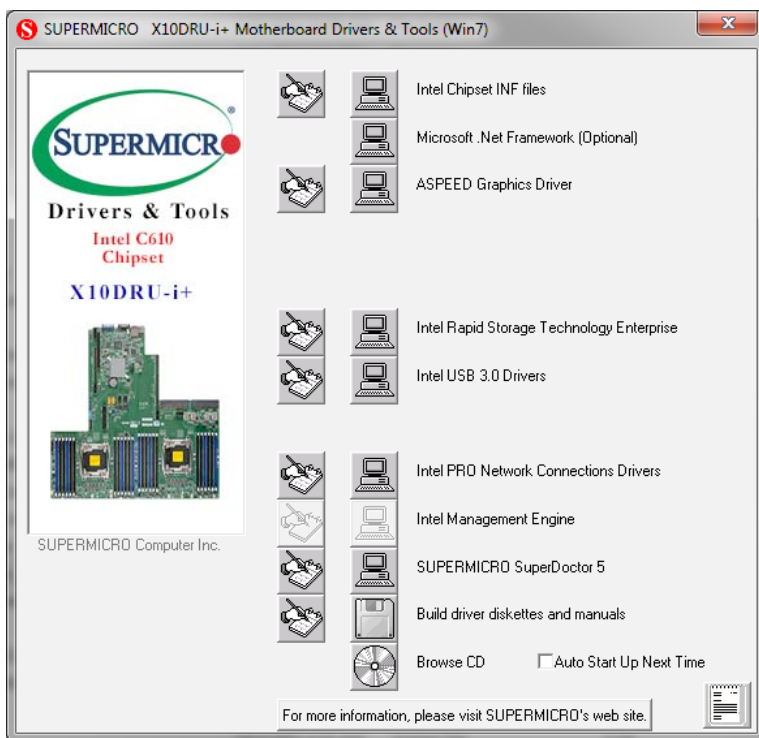 SUPERMICRO X10DRU-i+ Motherboard Drivers & Tools (Win7)
SUPERMICR
Drivers & Tools
Intel C610
Chipset
X10DRU-i+
SUPERMICRO Computer Inc.
Intel Chipset INF files
Microsoft .Net Framework (Optional)
ASPEED Graphics Driver
Intel Rapid Storage Technology Enterprise
Intel USB 3.0 Drivers
Intel PRO Network Connections Drivers
Intel Management Engine
SUPERMICRO SuperDoctor 5
Build driver diskettes and manuals
Browse CD Auto Start Up Next Time
For more information, please visit SUPERMICRO's web site.